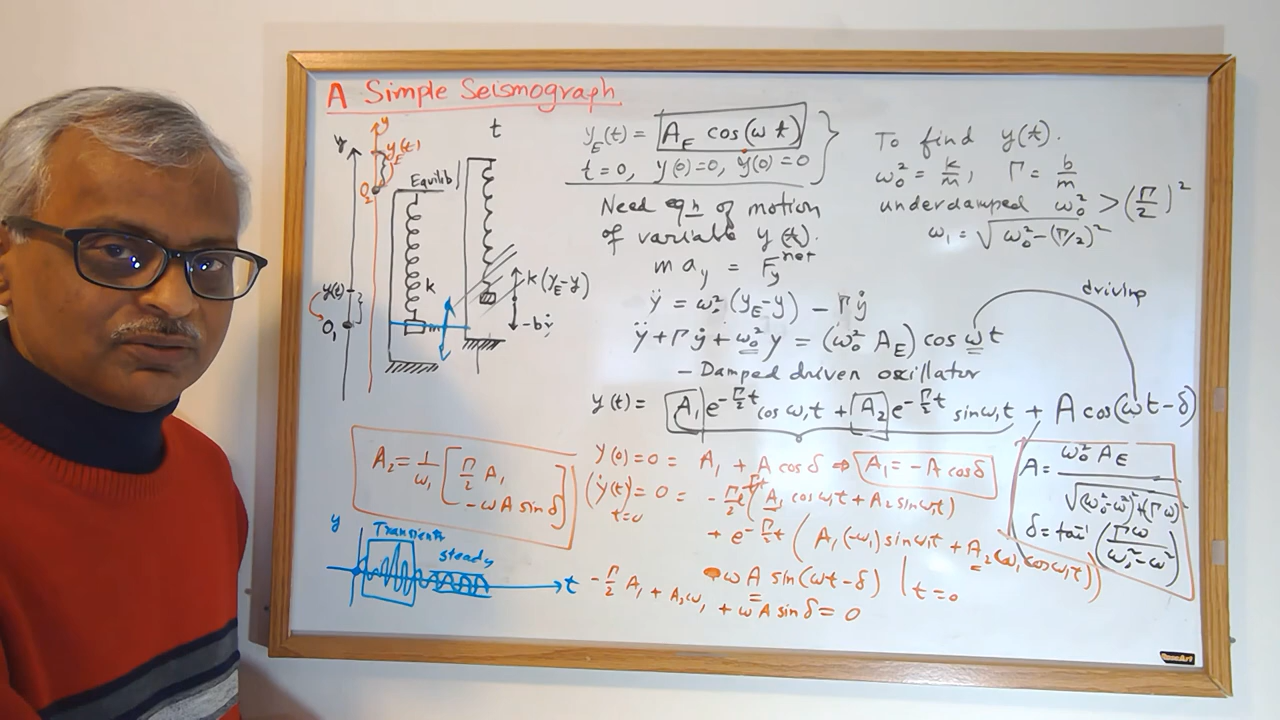 A Simple Seismograph
y
y
y_E(t)
O₂
y(t)
O₁
Equilib
k
m
t
k(y_E-y)
-bẏ
y_E(t) = A_E cos(ωt)
t=0, y(0)=0, ẏ(0)=0
Need eqn of motion
of variable y(t).
m a_y = F_y^net
ÿ = ω₀²(y_E-y) - Γẏ
ÿ + Γẏ + ω₀² y = (ω₀² A_E) cos ωt
- Damped driven oscillator
To find y(t).
ω₀² = k/m, Γ = b/m
underdamped ω₀² > (Γ/2)²
ω₁ = √(ω₀² - (Γ/2)²)
driving
y(t) = A₁ e^(-Γ/2 t) cos ω₁t + A₂ e^(-Γ/2 t) sin ω₁t + A cos(ωt-δ)
A₂ = 1/ω₁ [Γ/2 A₁
- ωA sin δ]
y(0) = 0 = A₁ + A cos δ ⇒ A₁ = -A cos δ
(ẏ(t) = 0 = -Γ/2 e^(-Γ/2 t) (A₁ cos ω₁t + A₂ sin ω₁t)
t=0
+ e^(-Γ/2 t) (A₁(-ω₁) sin ω₁t + A₂(ω₁ cos ω₁t))
- ωA sin(ωt-δ) | t=0
-Γ/2 A₁ + A₂ω₁ + ωA sin δ = 0
A = ω₀² A_E / √((ω₀²-ω²)²+(Γω)²)
δ = tan⁻¹(Γω / (ω₀²-ω²))
y
Transients
steady
t